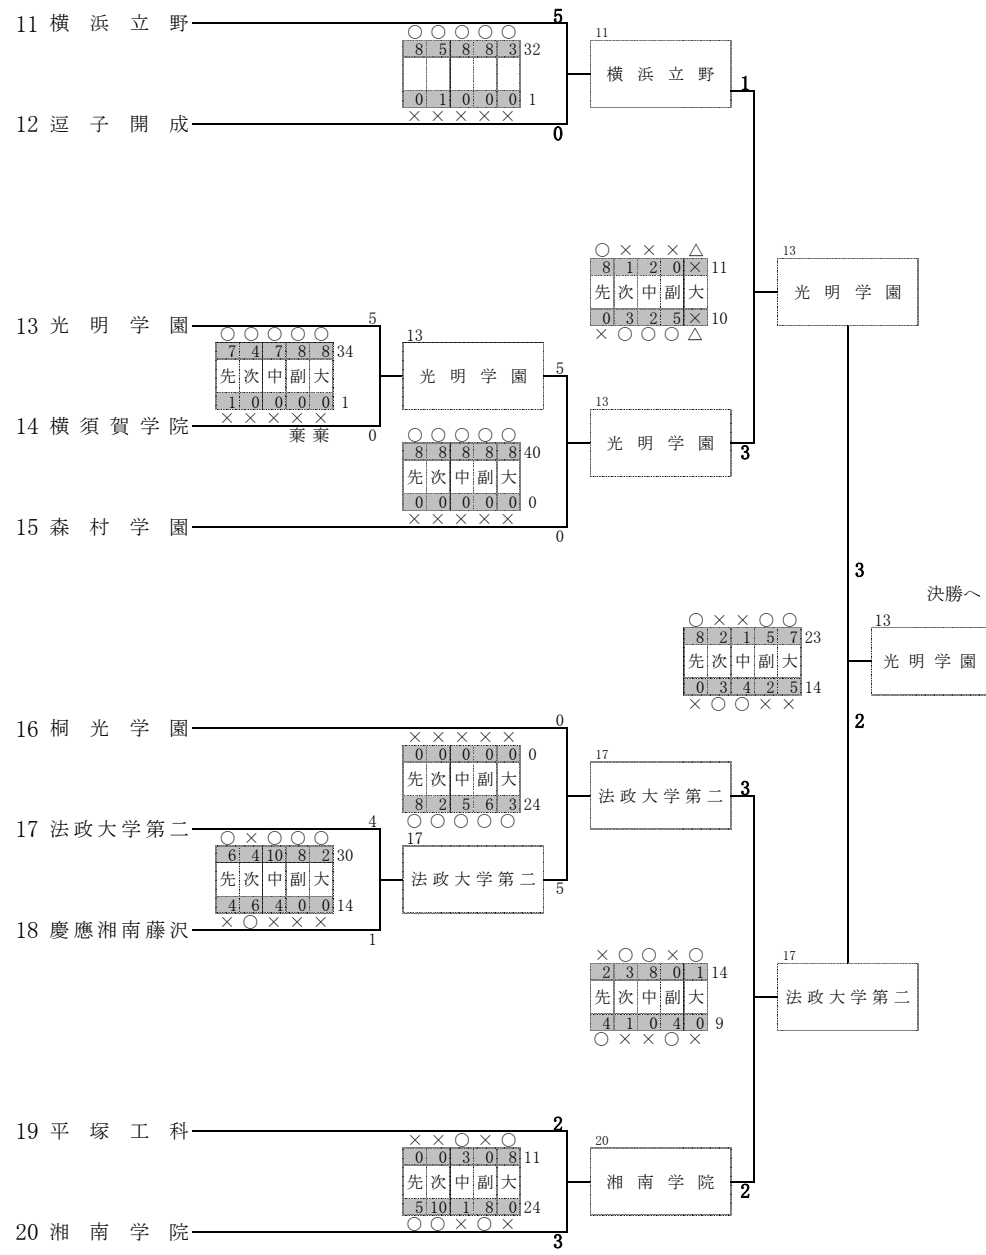 11 横浜立野
5
○ ○ ○ ○ ○
8 5 8 8 3 32
0 1 0 0 0 1
× × × × ×
12 逗子開成
0
11
横浜立野
1
○ × × × △
8 1 2 0 × 11
先 次 中 副 大
0 3 2 5 × 10
× ○ ○ ○ △
13
光明学園
13 光明学園
5
○ ○ ○ ○ ○
7 4 7 8 8 34
先 次 中 副 大
1 0 0 0 0 1
× × × × ×
棄 棄
14 横須賀学院
0
13
光明学園
5
○ ○ ○ ○ ○
8 8 8 8 8 40
先 次 中 副 大
0 0 0 0 0 0
× × × × ×
15 森村学園
0
13
光明学園
3
3
決勝へ
○ × × ○ ○
8 2 1 5 7 23
先 次 中 副 大
0 3 4 2 5 14
× ○ ○ × ×
13
光明学園
2
16 桐光学園
0
× × × × ×
0 0 0 0 0 0
先 次 中 副 大
8 2 5 6 3 24
○ ○ ○ ○ ○
17
法政大学第二
3
17 法政大学第二
4
○ × ○ ○ ○
6 4 10 8 2 30
先 次 中 副 大
4 6 4 0 0 14
× ○ × × ×
18 慶應湘南藤沢
1
17
法政大学第二
5
× ○ ○ × ○
2 3 8 0 1 14
先 次 中 副 大
4 1 0 4 0 9
○ × × ○ ×
17
法政大学第二
19 平塚工科
2
× × ○ × ○
0 0 3 0 8 11
先 次 中 副 大
5 10 1 8 0 24
○ ○ × ○ ×
20 湘南学院
3
20
湘南学院
2